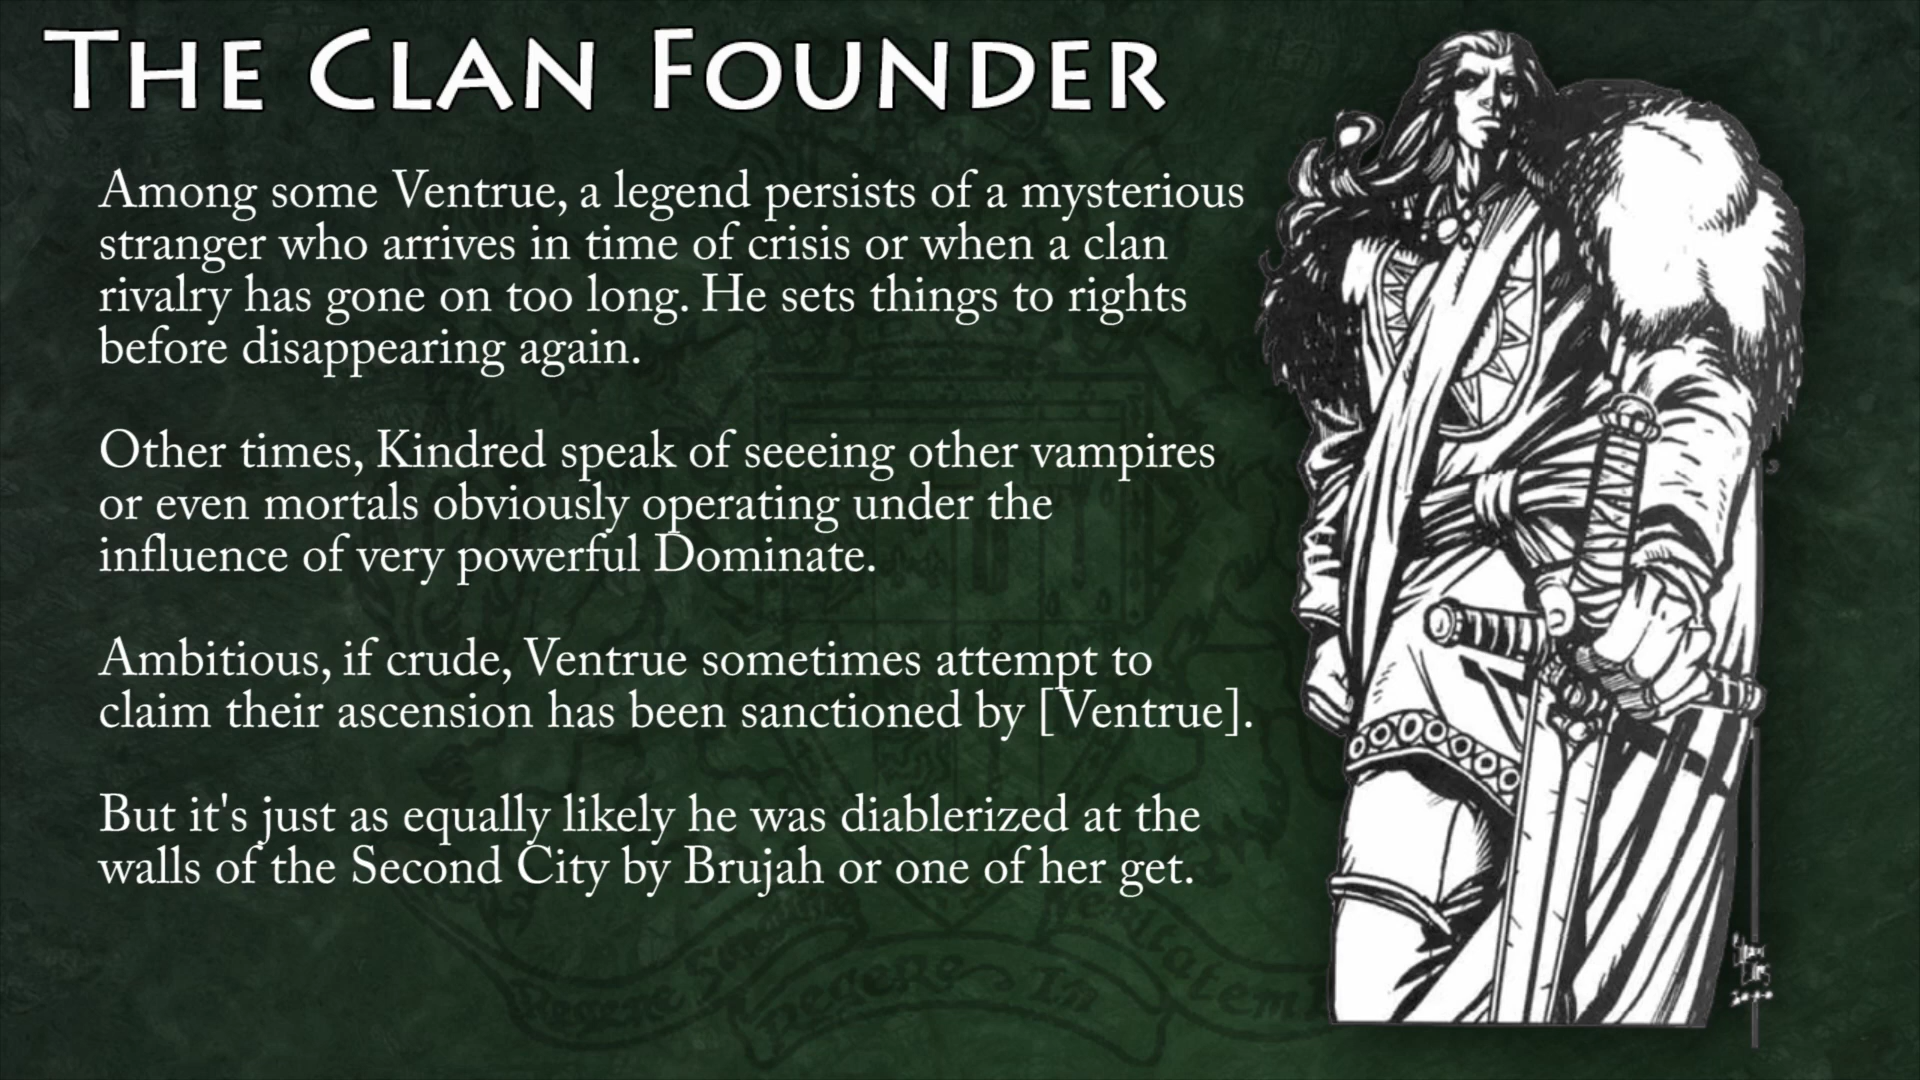 The Clan Founder
Among some Ventrue, a legend persists of a mysterious
stranger who arrives in time of crisis or when a clan
rivalry has gone on too long. He sets things to rights
before disappearing again.
Other times, Kindred speak of seeeing other vampires
or even mortals obviously operating under the
influence of very powerful Dominate.
Ambitious, if crude, Ventrue sometimes attempt to
claim their ascension has been sanctioned by [Ventrue].
But it's just as equally likely he was diablerized at the
walls of the Second City by Brujah or one of her get.
Regere
Degere In